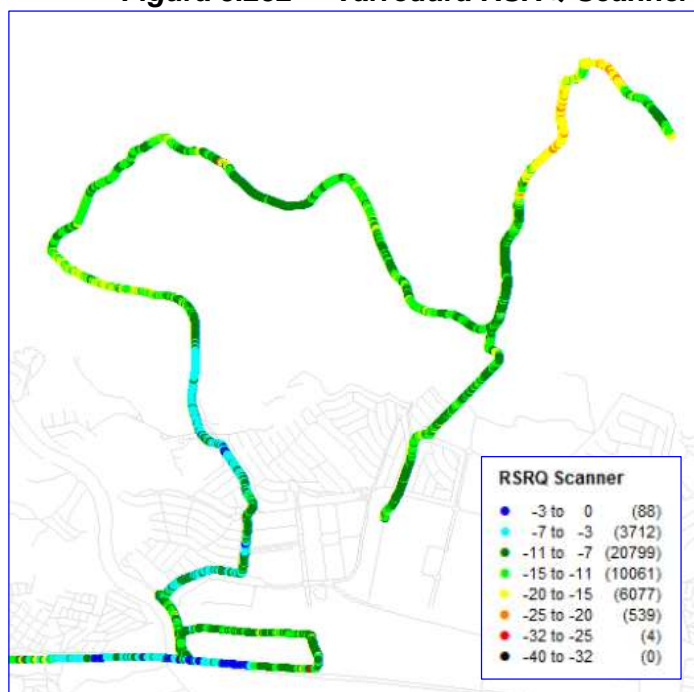 RSRQ Scanner
-3 to 0 (88)
-7 to -3 (3712)
-11 to -7 (20799)
-15 to -11 (10061)
-20 to -15 (6077)
-25 to -20 (539)
-32 to -25 (4)
-40 to -32 (0)